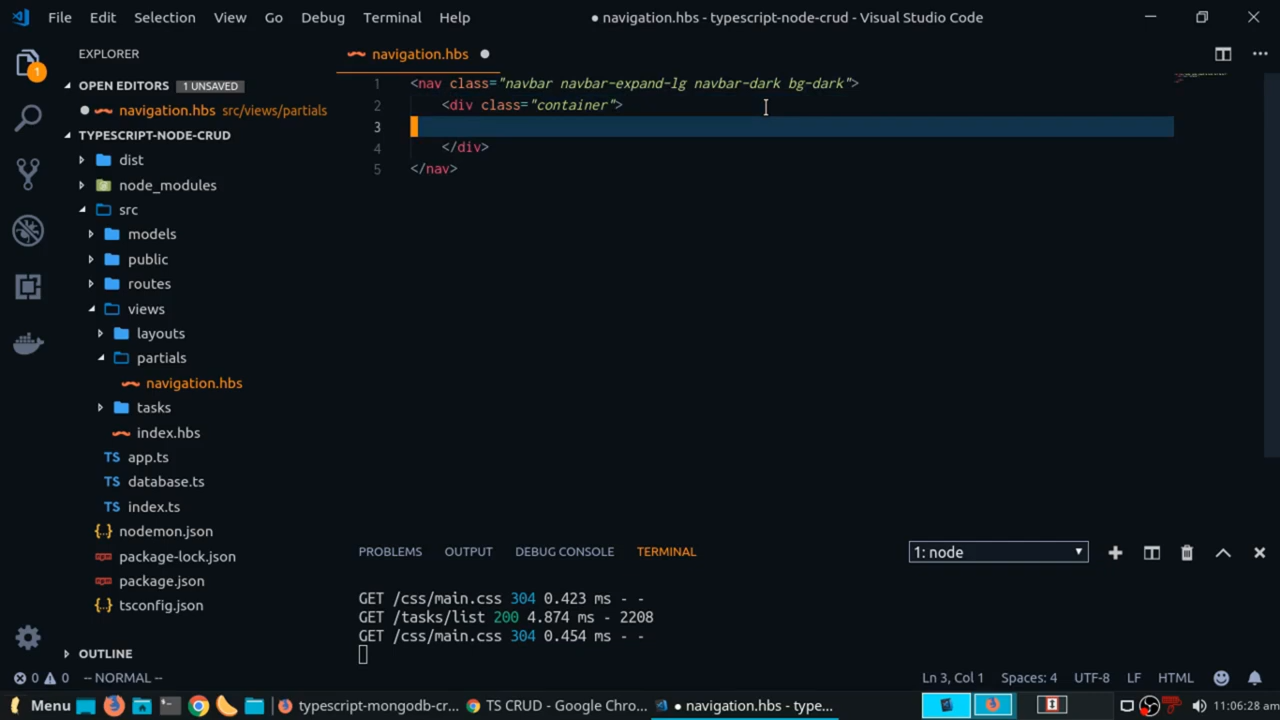 File Edit Selection View Go Debug Terminal Help
● navigation.hbs - typescript-node-crud - Visual Studio Code
EXPLORER
navigation.hbs
OPEN EDITORS 1 UNSAVED
navigation.hbs src/views/partials
TYPESCRIPT-NODE-CRUD
dist
node_modules
src
models
public
routes
views
layouts
partials
navigation.hbs
tasks
index.hbs
TS app.ts
TS database.ts
TS index.ts
{..} nodemon.json
package-lock.json
package.json
{..} tsconfig.json
OUTLINE
1
1 <nav class="navbar navbar-expand-lg navbar-dark bg-dark">
2 <div class="container">
3
4 </div>
5 </nav>
PROBLEMS OUTPUT DEBUG CONSOLE TERMINAL 1: node
GET /css/main.css 304 0.423 ms - -
GET /tasks/list 200 4.874 ms - 2208
GET /css/main.css 304 0.454 ms - -
0 0 -- NORMAL -- Ln 3, Col 1 Spaces: 4 UTF-8 LF HTML
Menu typescript-mongodb-cr... TS CRUD - Google Chro... ● navigation.hbs - type... 11:06:28 am